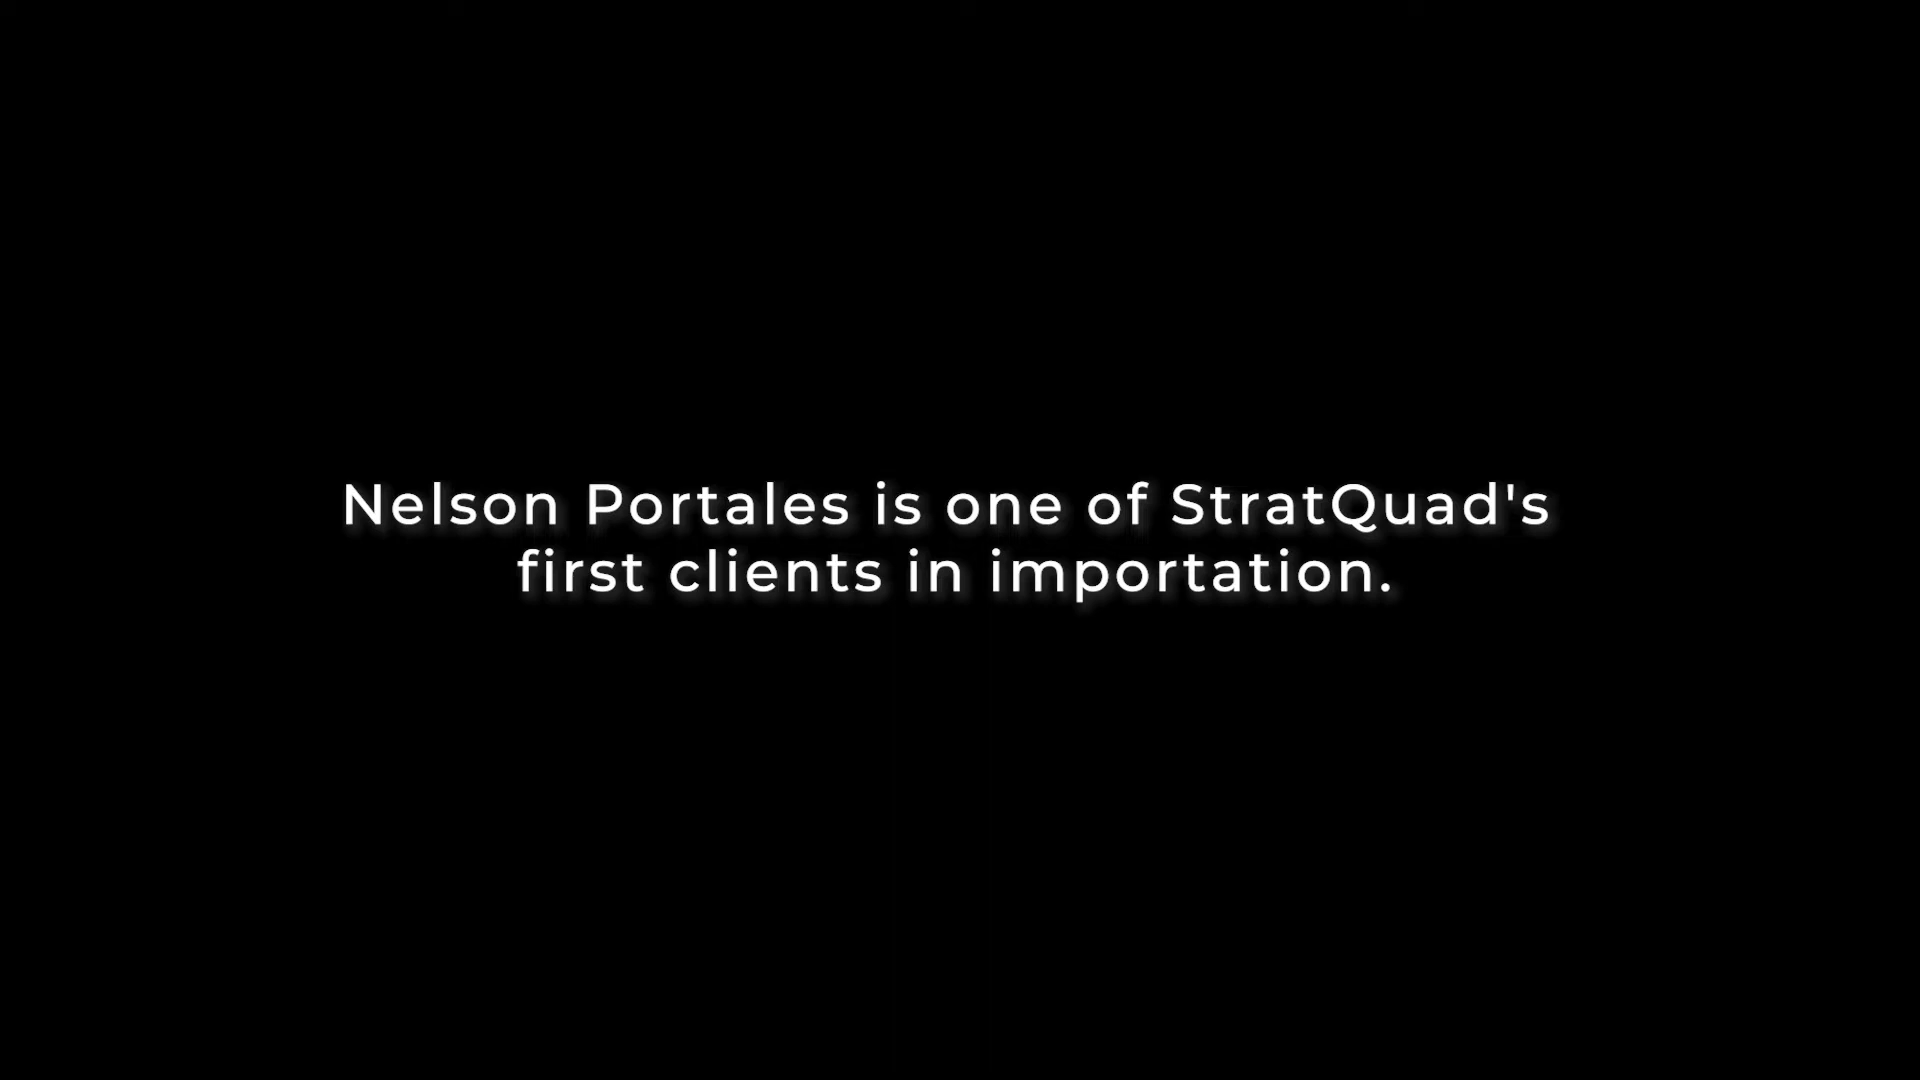 Nelson Portales is one of StratQuad's
first clients in importation.